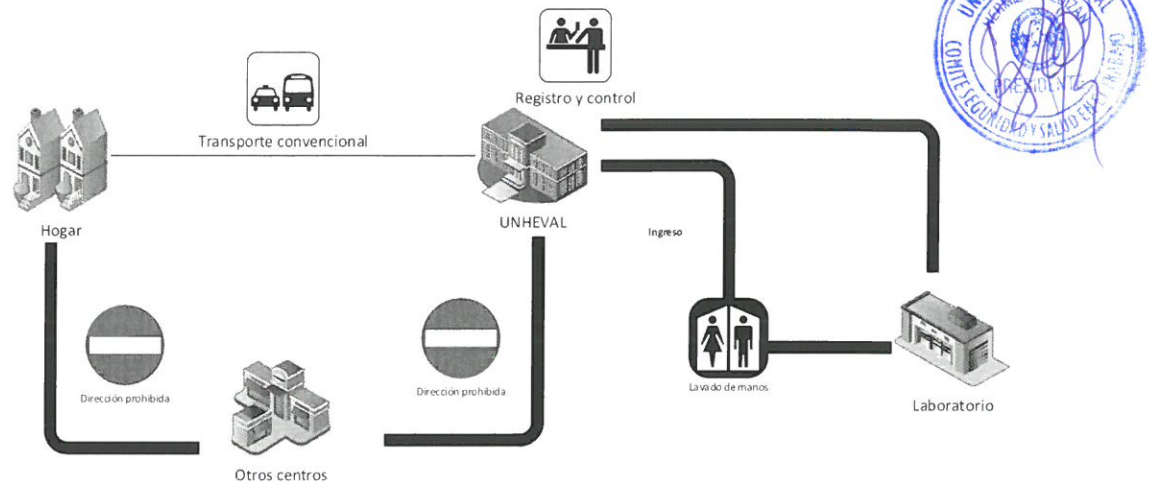 Registro y control
Transporte convencional
Hogar
UNHEVAL
Ingreso
Dirección prohibida
Dirección prohibida
Lavado de manos
Laboratorio
Otros centros
PRESIDENTE
COMITE SEGURIDAD Y SALUD EN EL TRABAJO